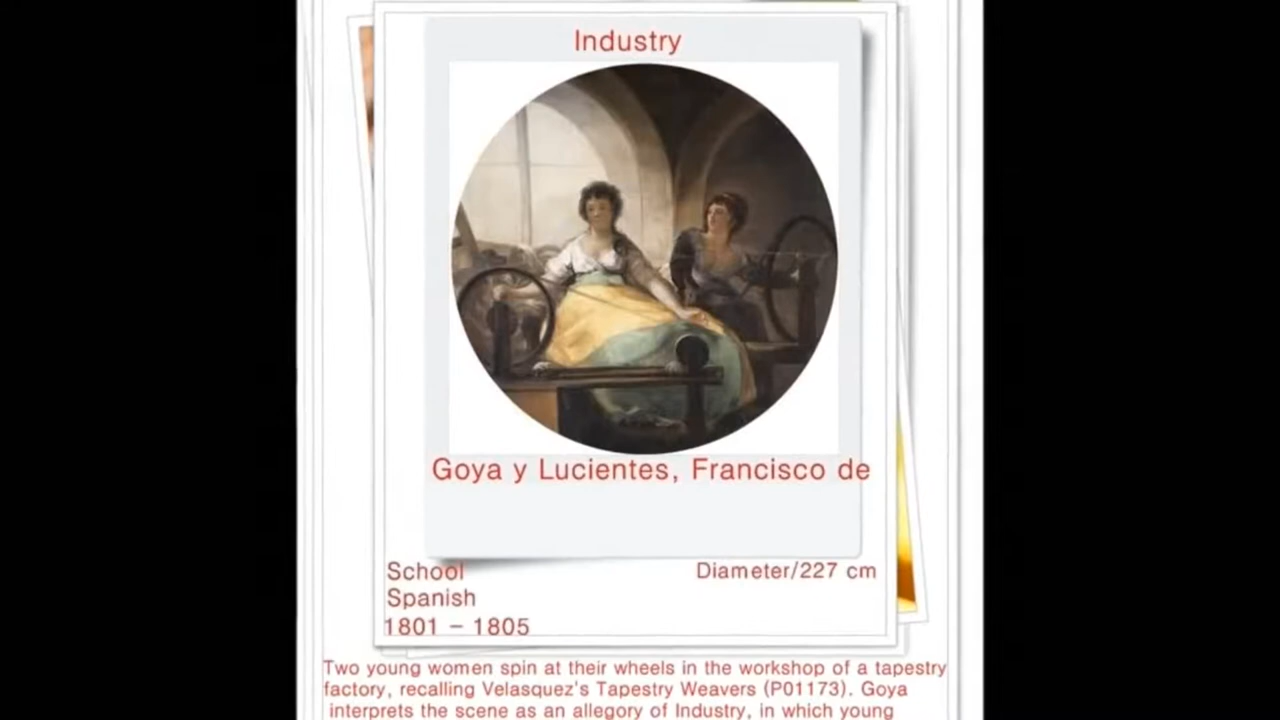 Industry
Goya y Lucientes, Francisco de
School
Diameter/227 cm
Spanish
1801 – 1805
Two young women spin at their wheels in the workshop of a tapestry
factory, recalling Velasquez's Tapestry Weavers (P01173). Goya
interprets the scene as an allegory of Industry, in which young